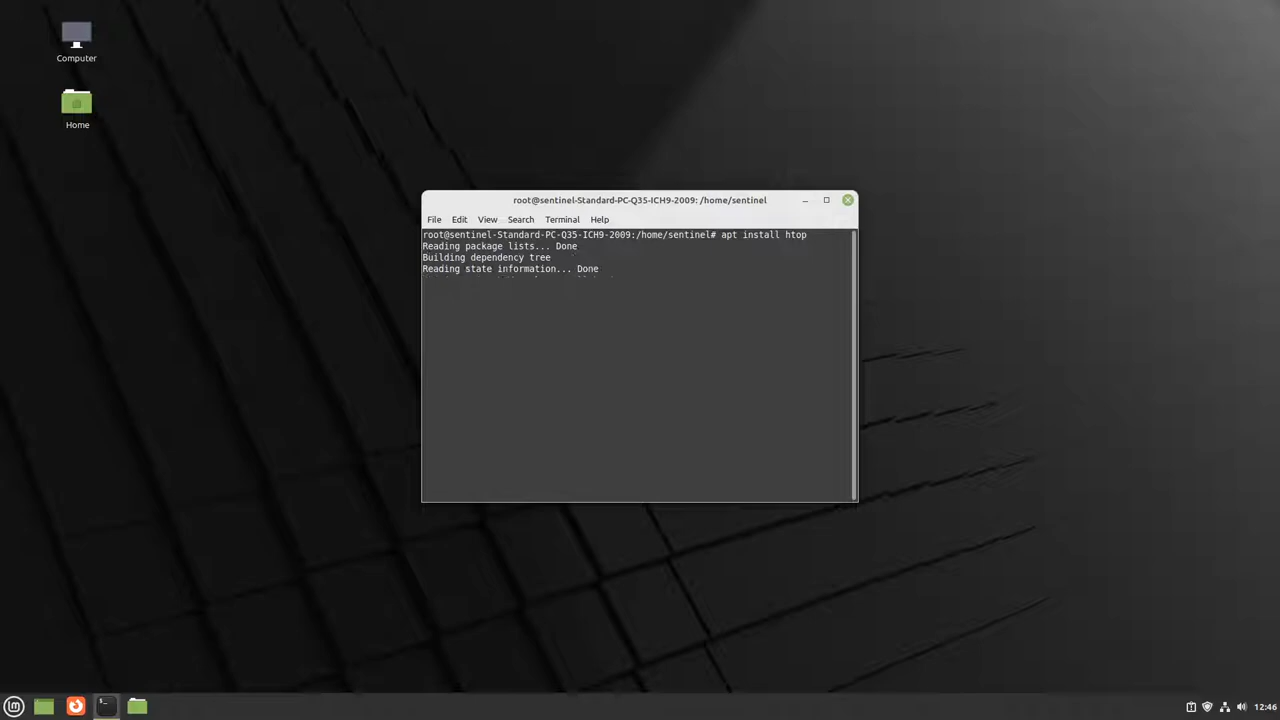 Computer
Home
root@sentinel-Standard-PC-Q35-ICH9-2009: /home/sentinel
File Edit View Search Terminal Help
root@sentinel-Standard-PC-Q35-ICH9-2009:/home/sentinel# apt install htop
Reading package lists... Done
Building dependency tree
Reading state information... Done
12:46